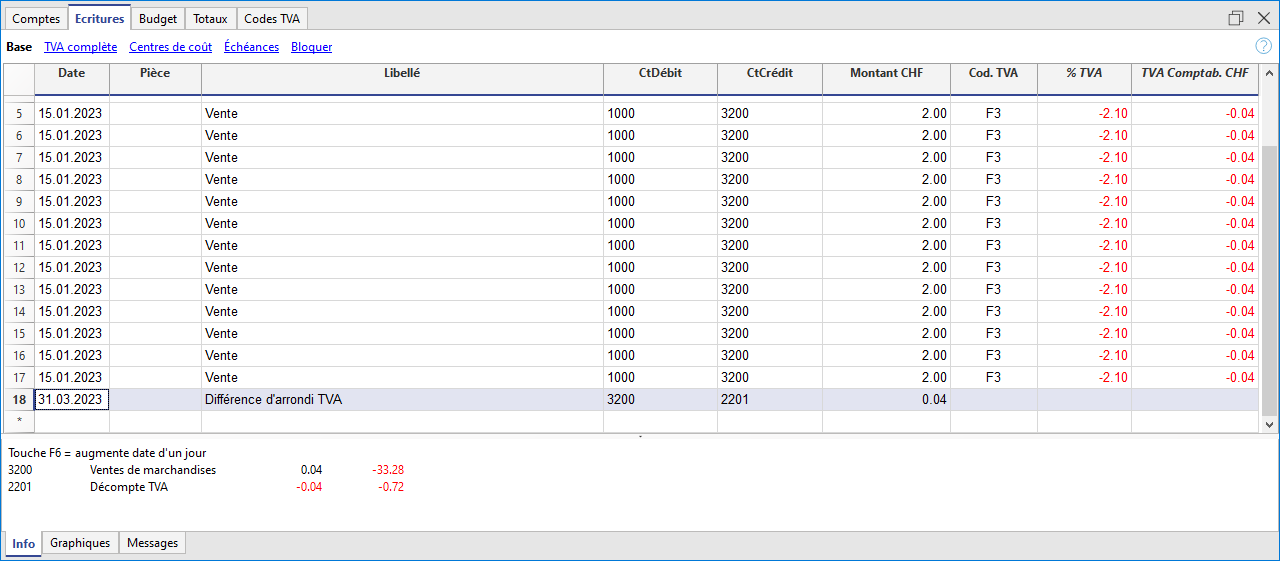 Comptes Ecritures Budget Totaux Codes TVA
Base TVA complète Centres de coût Échéances Bloquer ?
Date Pièce Libellé CtDébit CtCrédit Montant CHF Cod. TVA % TVA TVA Comptab. CHF
5 15.01.2023 Vente 1000 3200 2.00 F3 -2.10 -0.04
6 15.01.2023 Vente 1000 3200 2.00 F3 -2.10 -0.04
7 15.01.2023 Vente 1000 3200 2.00 F3 -2.10 -0.04
8 15.01.2023 Vente 1000 3200 2.00 F3 -2.10 -0.04
9 15.01.2023 Vente 1000 3200 2.00 F3 -2.10 -0.04
10 15.01.2023 Vente 1000 3200 2.00 F3 -2.10 -0.04
11 15.01.2023 Vente 1000 3200 2.00 F3 -2.10 -0.04
12 15.01.2023 Vente 1000 3200 2.00 F3 -2.10 -0.04
13 15.01.2023 Vente 1000 3200 2.00 F3 -2.10 -0.04
14 15.01.2023 Vente 1000 3200 2.00 F3 -2.10 -0.04
15 15.01.2023 Vente 1000 3200 2.00 F3 -2.10 -0.04
16 15.01.2023 Vente 1000 3200 2.00 F3 -2.10 -0.04
17 15.01.2023 Vente 1000 3200 2.00 F3 -2.10 -0.04
18 31.03.2023 Différence d'arrondi TVA 3200 2201 0.04
*
Touche F6 = augmente date d'un jour
3200 Ventes de marchandises 0.04 -33.28
2201 Décompte TVA -0.04 -0.72
Info Graphiques Messages